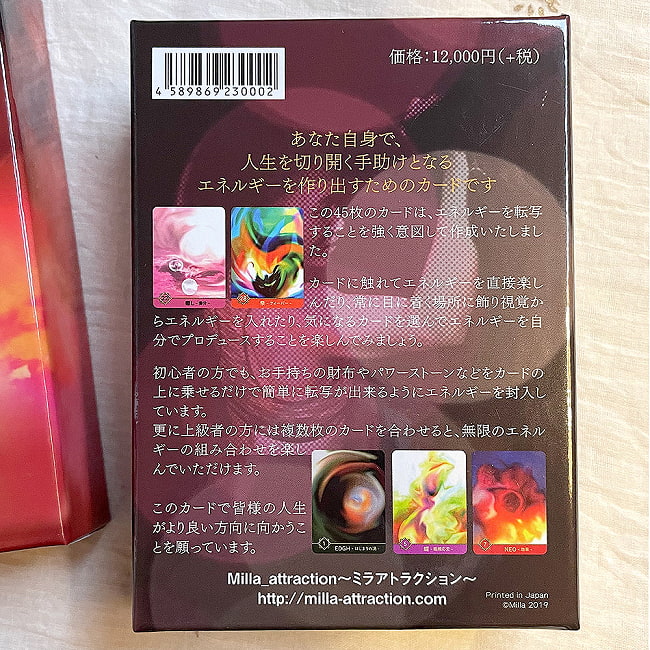 価格：12,000円（+税）
4 589869 230002
あなた自身で、
人生を切り開く手助けとなる
エネルギーを作り出すためのカードです
この45枚のカードは、エネルギーを転写
することを強く意図して作成いたしまし
た。
カードに触れてエネルギーを直接楽し
んだり、常に目に着く場所に飾り視覚か
らエネルギーを入れたり、気になるカードを選んでエネルギーを自
分でプロデュースすることを楽しんでみましょう。
初心者の方でも、お手持ちの財布やパワーストーンなどをカードの
上に乗せるだけで簡単に転写が出来るようにエネルギーを封入し
ています。
更に上級者の方には複数枚のカードを合わせると、無限のエネル
ギーの組み合わせを楽し
んでいただけます。
このカードで皆様の人生
がより良い方向に向かうこ
とを願っています。
1
EDGH
7
NEO
Milla_attraction～ミラアトラクション～
http://milla-attraction.com
Printed in Japan
©Milla 2019